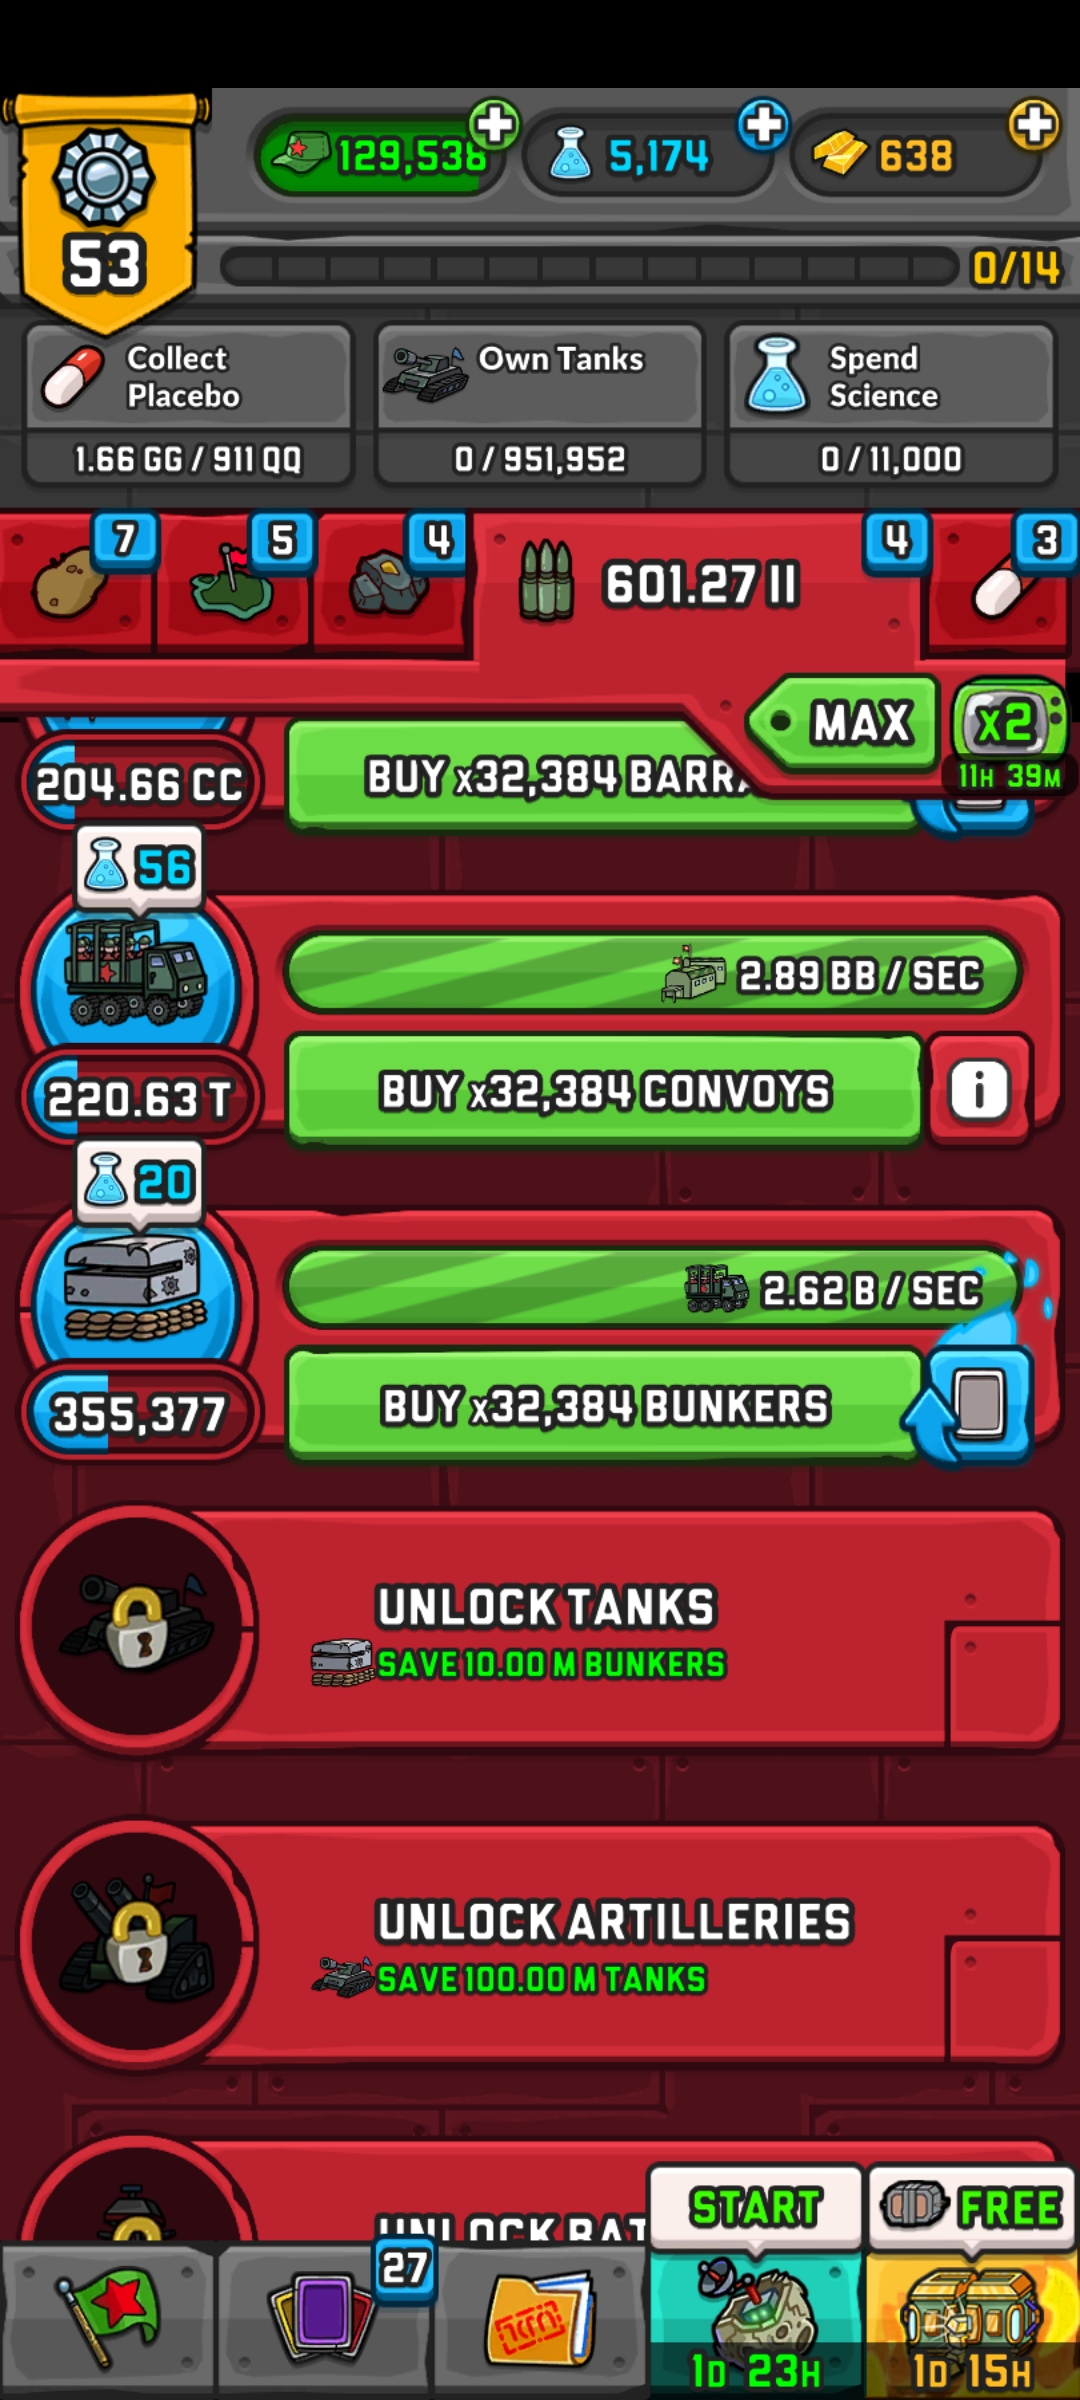 129,538
5,174
638
53
0/14
Collect
Placebo
Own Tanks
Spend
Science
1.66 GG / 911 QQ
0 / 951,952
0 / 11,000
7
5
4
601.27 II
4
3
MAX
x2
11H 39M
204.66 CC
BUY x32,384 BARRA
56
2.89 BB / SEC
220.63 T
BUY x32,384 CONVOYS
i
20
2.62 B / SEC
355,377
BUY x32,384 BUNKERS
UNLOCK TANKS
SAVE 10.00 M BUNKERS
UNLOCK ARTILLERIES
SAVE 100.00 M TANKS
UNLOCK BAT
START
FREE
27
1D 23H
1D 15H